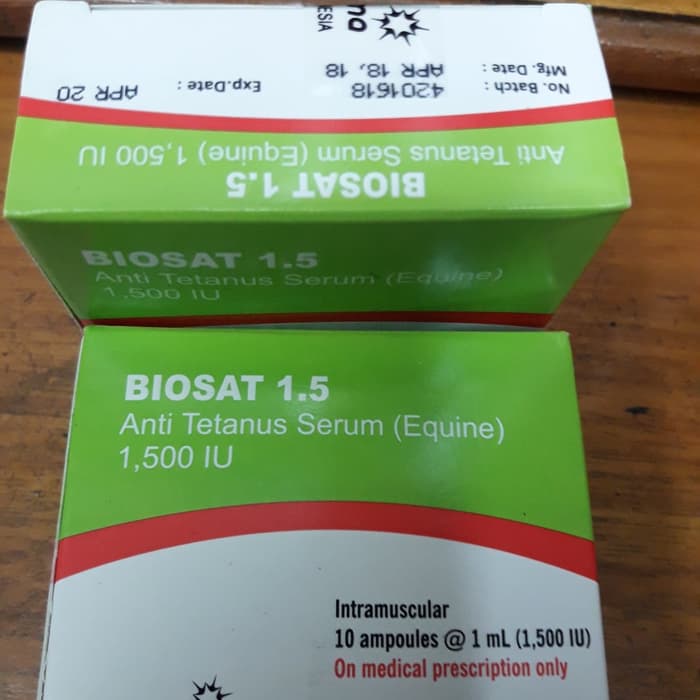 BIOSAT 1.5
Anti Tetanus Serum (Equine) 1,500 IU
No. Batch : 4201618
Mfg. Date : APR 18, 18
Exp.Date : APR 20
ESIA
BIOSAT 1.5
Anti Tetanus Serum (Equine)
1,500 IU
BIOSAT 1.5
Anti Tetanus Serum (Equine)
1,500 IU
Intramuscular
10 ampoules @ 1 mL (1,500 IU)
On medical prescription only